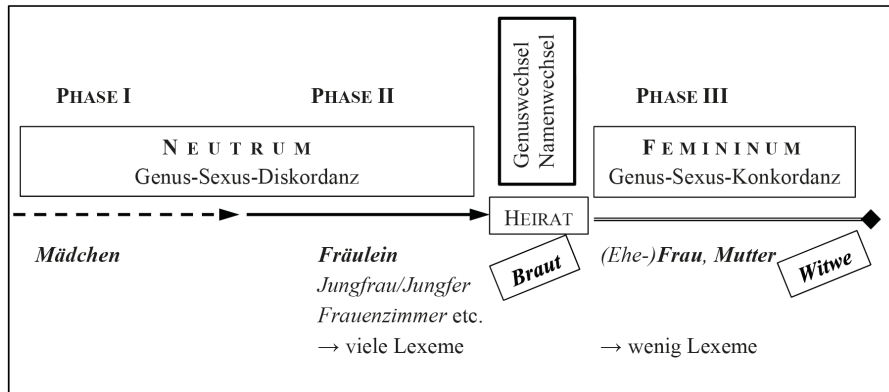 PHASE I
PHASE II
Genuswechsel
Namenwechsel
PHASE III
NEUTRUM
Genus-Sexus-Diskordanz
FEMININUM
Genus-Sexus-Konkordanz
HEIRAT
Mädchen
Fräulein
Jungfrau/Jungfer
Frauenzimmer etc.
→ viele Lexeme
Braut
(Ehe-)Frau, Mutter
Witwe
→ wenig Lexeme